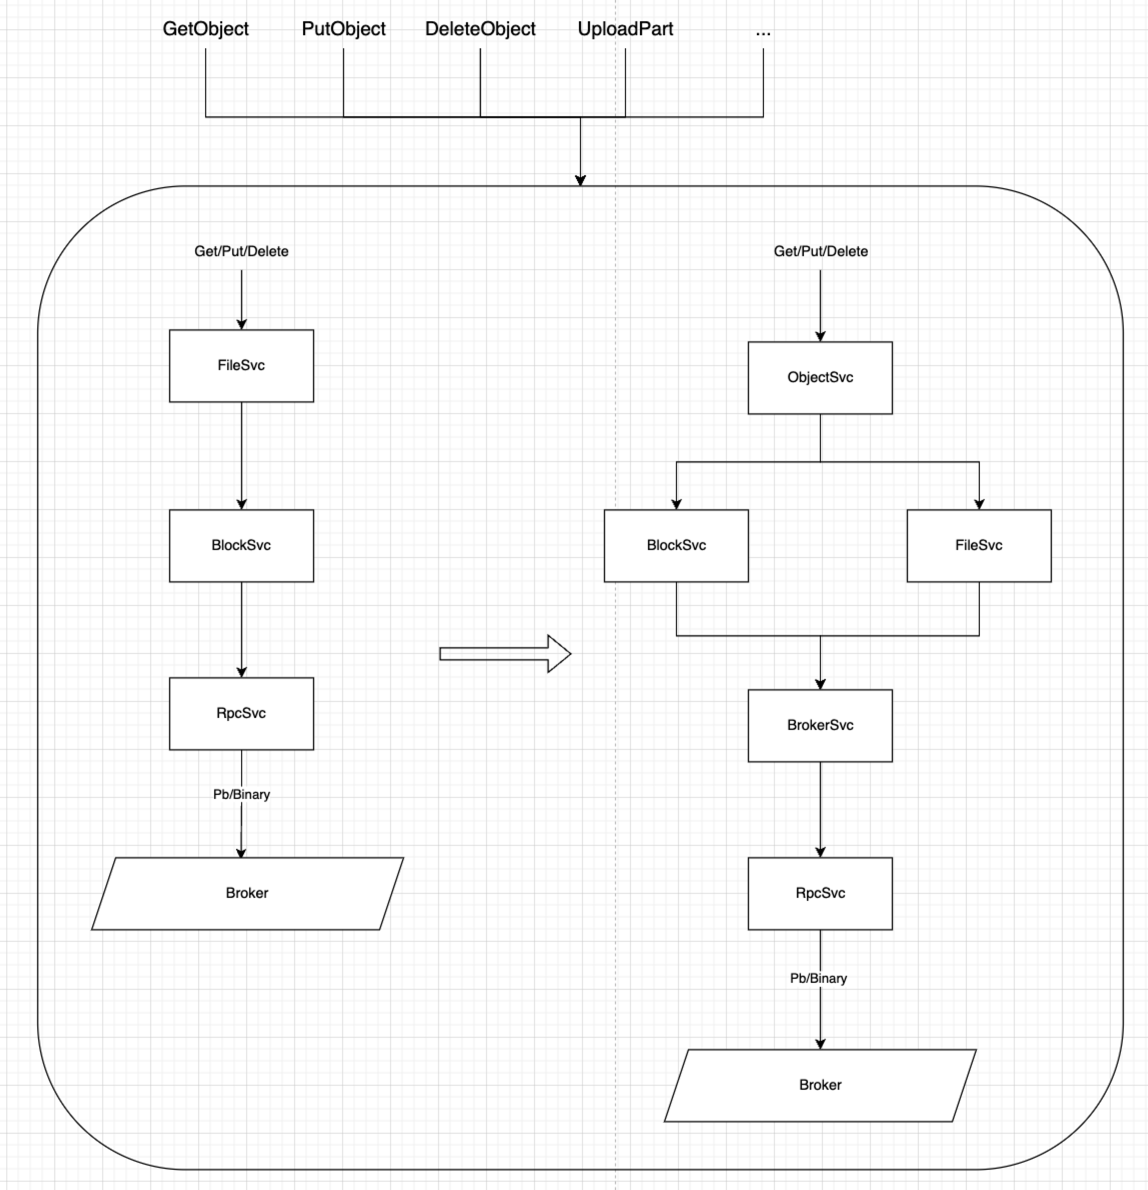 GetObject
PutObject
DeleteObject
UploadPart
...
Get/Put/Delete
FileSvc
BlockSvc
RpcSvc
Pb/Binary
Broker
Get/Put/Delete
ObjectSvc
BlockSvc
FileSvc
BrokerSvc
RpcSvc
Pb/Binary
Broker